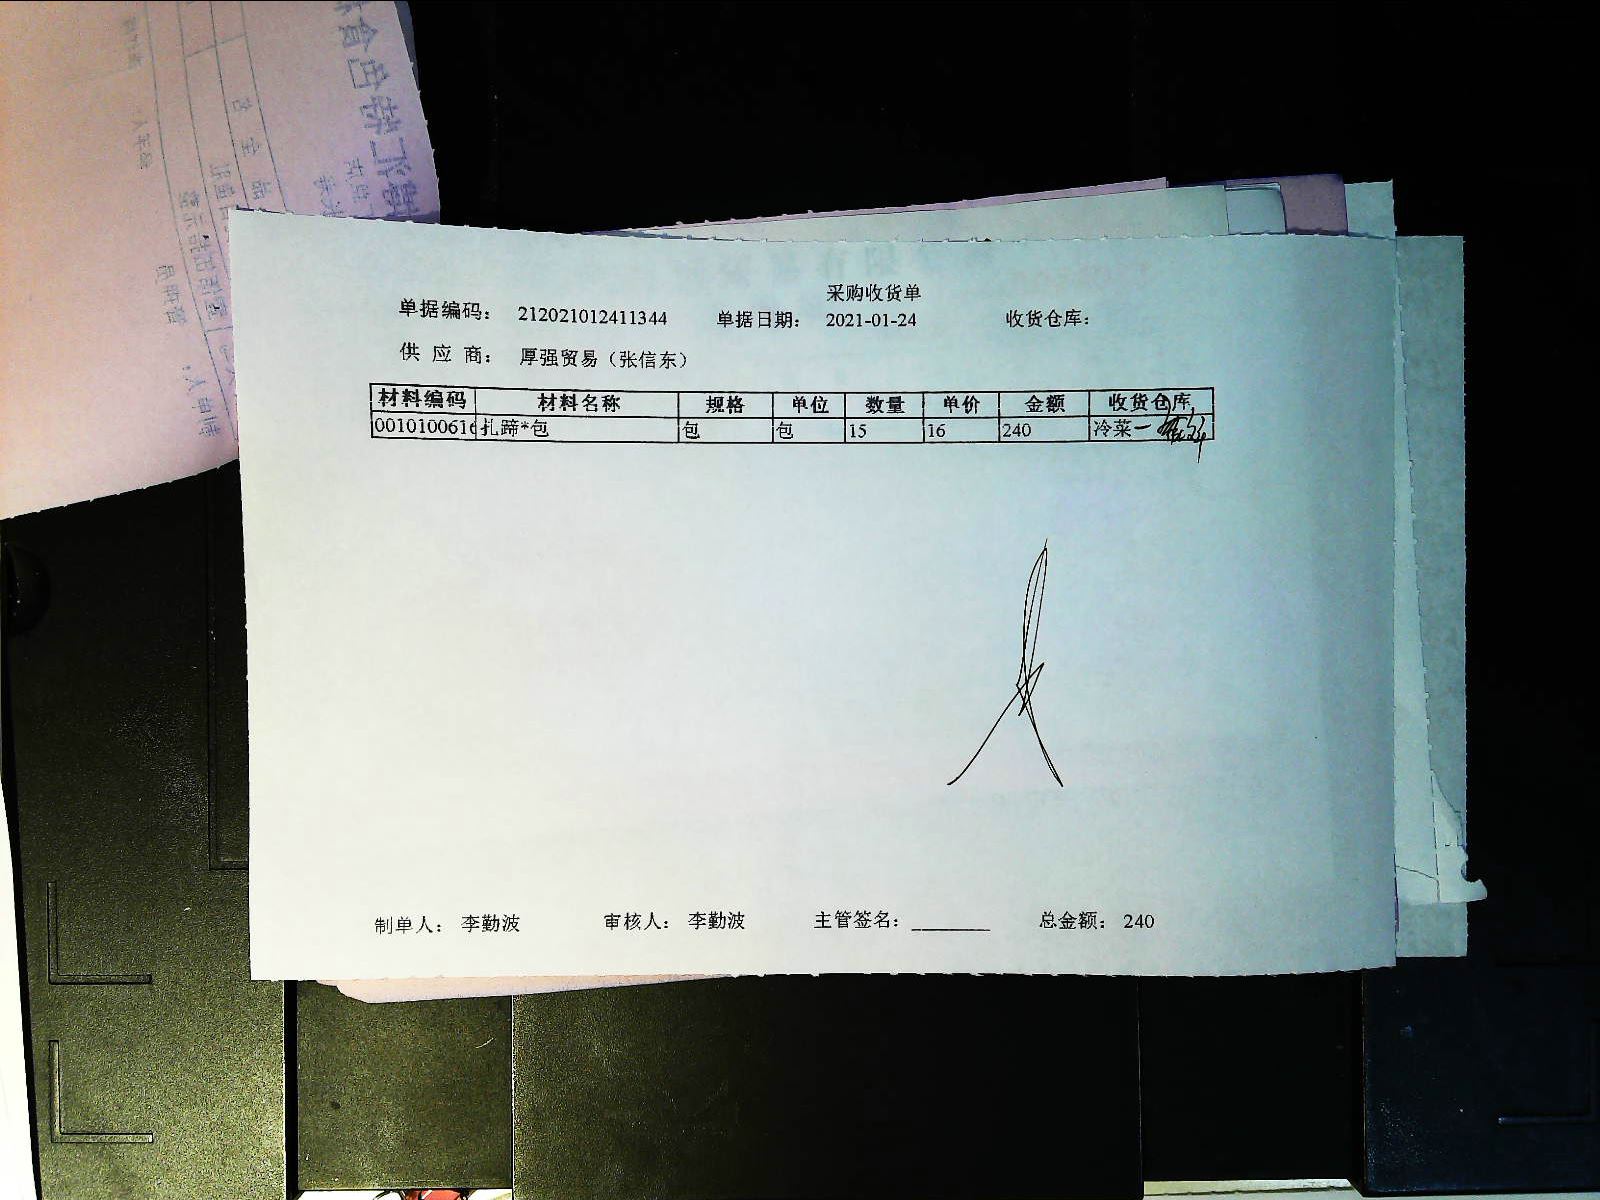 采购收货单
单据编码： 212021012411344 单据日期： 2021-01-24 收货仓库：
供 应 商： 厚强贸易（张信东）
材料编码 材料名称 规格 单位 数量 单价 金额 收货仓库
0010100616 扎蹄*包 包 包 15 16 240 冷菜一
制单人： 李勤波 审核人： 李勤波 主管签名： 总金额： 240